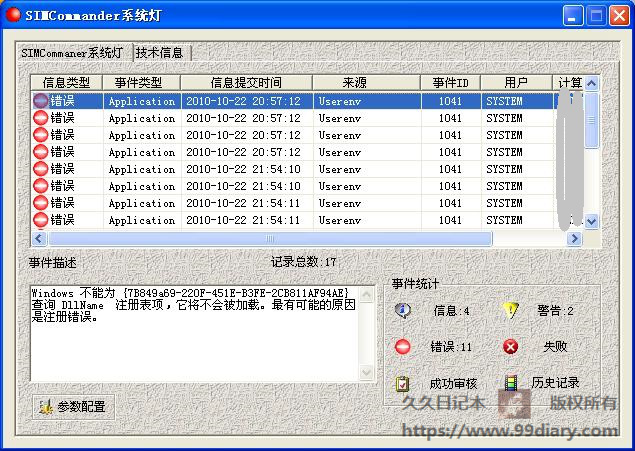 SIMCommander系统灯
SIMCommaner系统灯 技术信息
信息类型 事件类型 信息提交时间 来源 事件ID 用户 计算
错误 Application 2010-10-22 20:57:12 Userenv 1041 SYSTEM
错误 Application 2010-10-22 20:57:12 Userenv 1041 SYSTEM
错误 Application 2010-10-22 20:57:12 Userenv 1041 SYSTEM
错误 Application 2010-10-22 20:57:12 Userenv 1041 SYSTEM
错误 Application 2010-10-22 21:54:10 Userenv 1041 SYSTEM
错误 Application 2010-10-22 21:54:10 Userenv 1041 SYSTEM
错误 Application 2010-10-22 21:54:11 Userenv 1041 SYSTEM
错误 Application 2010-10-22 21:54:11 Userenv 1041 SYSTEM
事件描述 记录总数:17
Windows 不能为 {7B849a69-220F-451E-B3FE-2CB811AF94AE}
查询 DllName 注册表项，它将不会被加载。最有可能的原因
是注册错误。
事件统计
信息:4 警告:2
错误:11 失败
成功审核 历史记录
参数配置
久久日记本 版权所有
https://www.99diary.com/